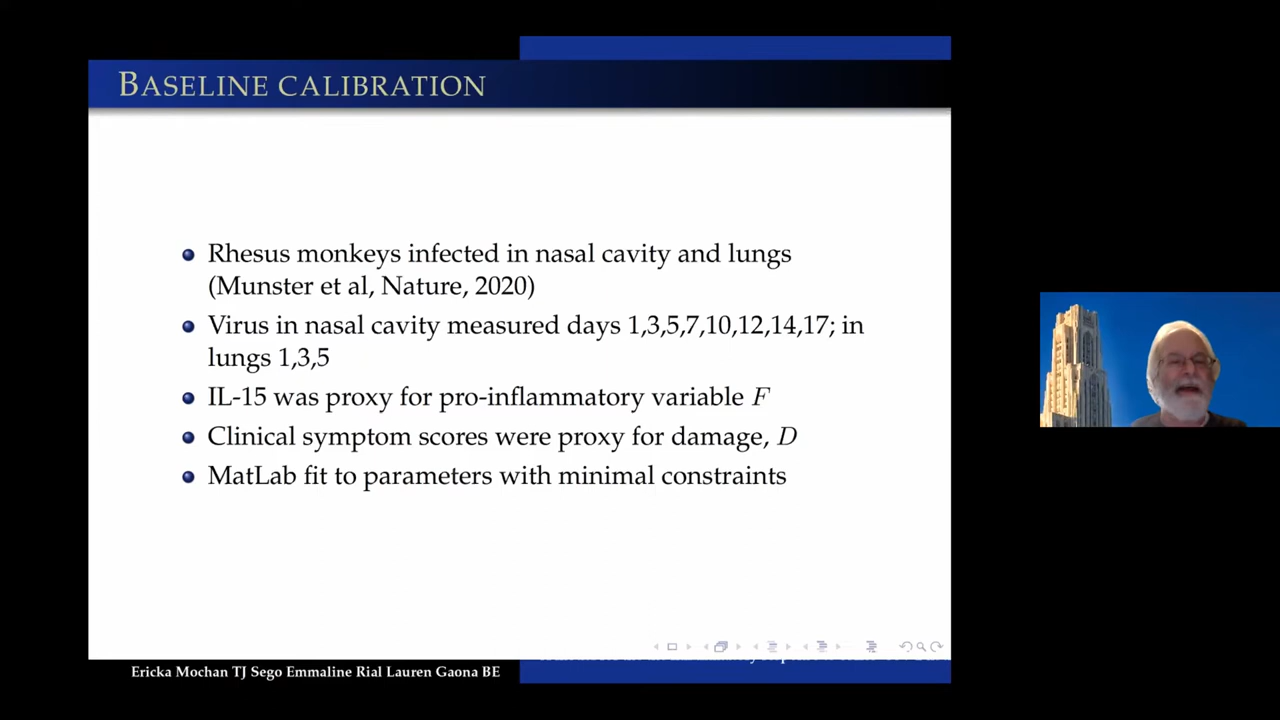 BASELINE CALIBRATION
Rhesus monkeys infected in nasal cavity and lungs
(Munster et al, Nature, 2020)
Virus in nasal cavity measured days 1,3,5,7,10,12,14,17; in
lungs 1,3,5
IL-15 was proxy for pro-inflammatory variable F
Clinical symptom scores were proxy for damage, D
MatLab fit to parameters with minimal constraints
Ericka Mochan TJ Sego Emmaline Rial Lauren Gaona BE